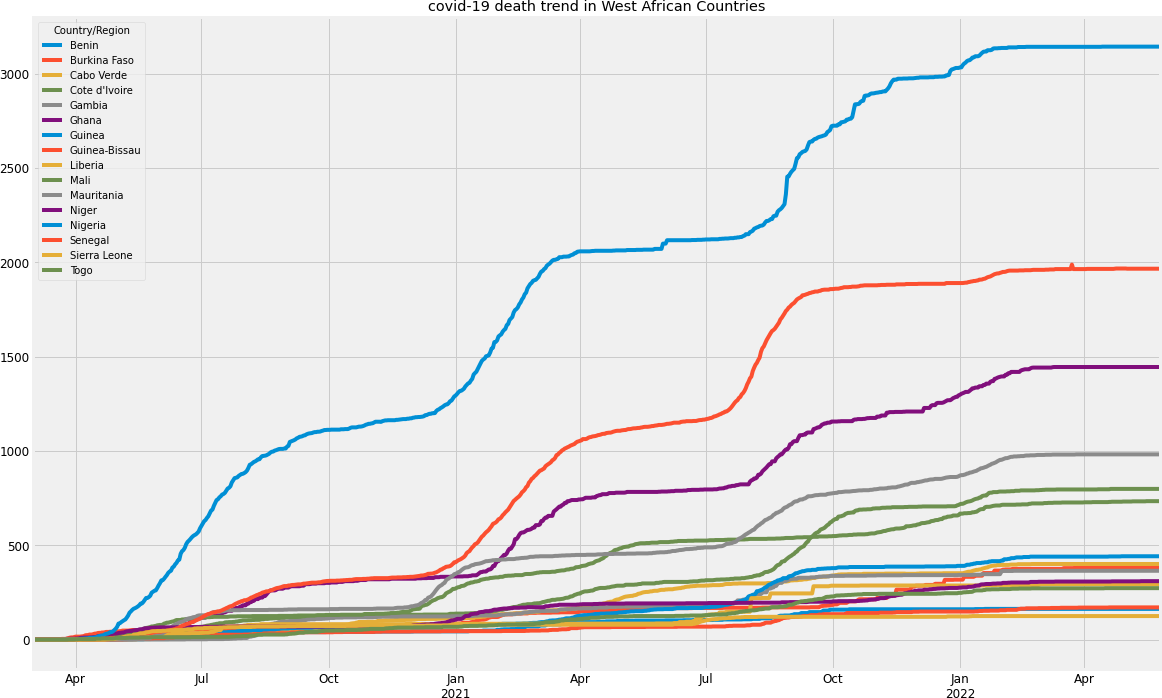 covid-19 death trend in West African Countries
Country/Region
Benin
Burkina Faso
Cabo Verde
Cote d'Ivoire
Gambia
Ghana
Guinea
Guinea-Bissau
Liberia
Mali
Mauritania
Niger
Nigeria
Senegal
Sierra Leone
Togo
3000
2500
2000
1500
1000
500
0
Apr Jul Oct Jan Apr Jul Oct Jan Apr
2021 2022